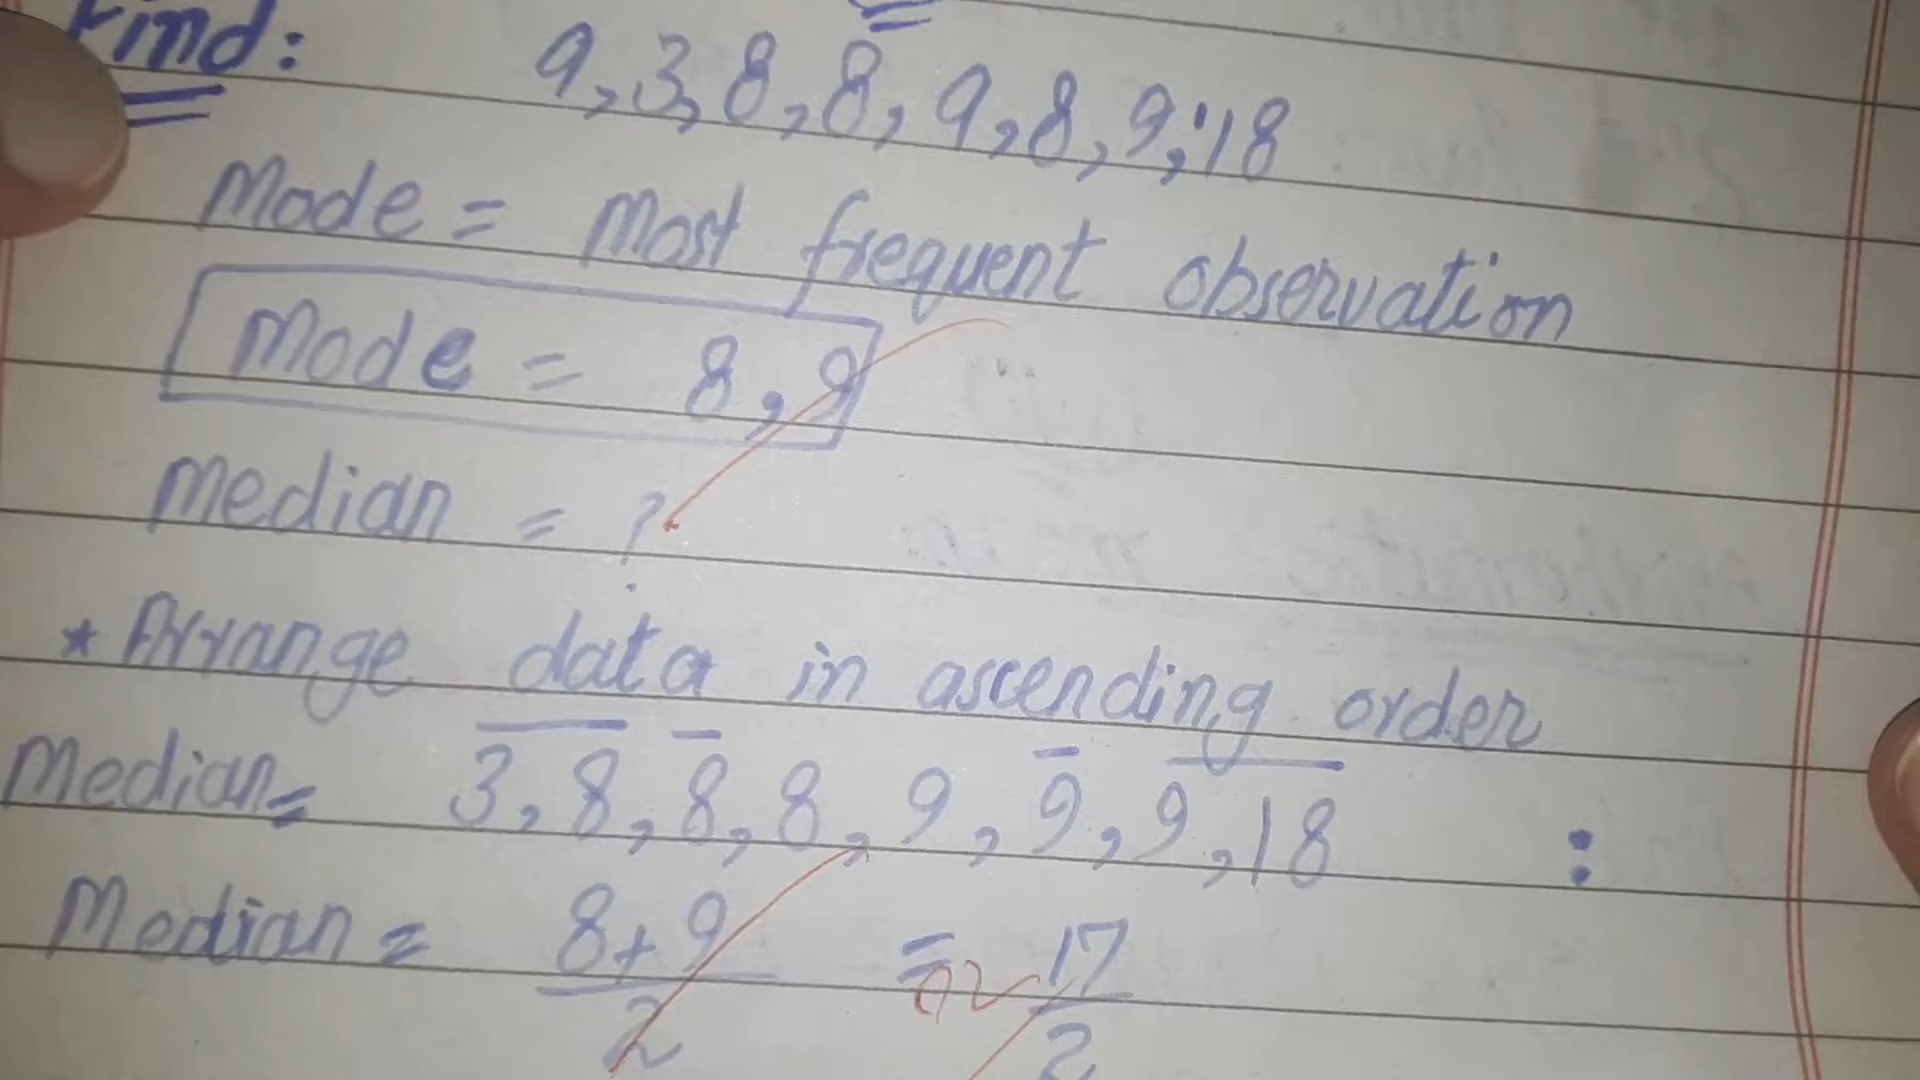 Find: 9,3,8,8,9,8,9,18
Mode = Most frequent observation
Mode = 8,9
Median = ?
* Arrange data in ascending order
Median = 3,8,8,8,9,9,9,18 :
Median = 8+9 = 17
2 2